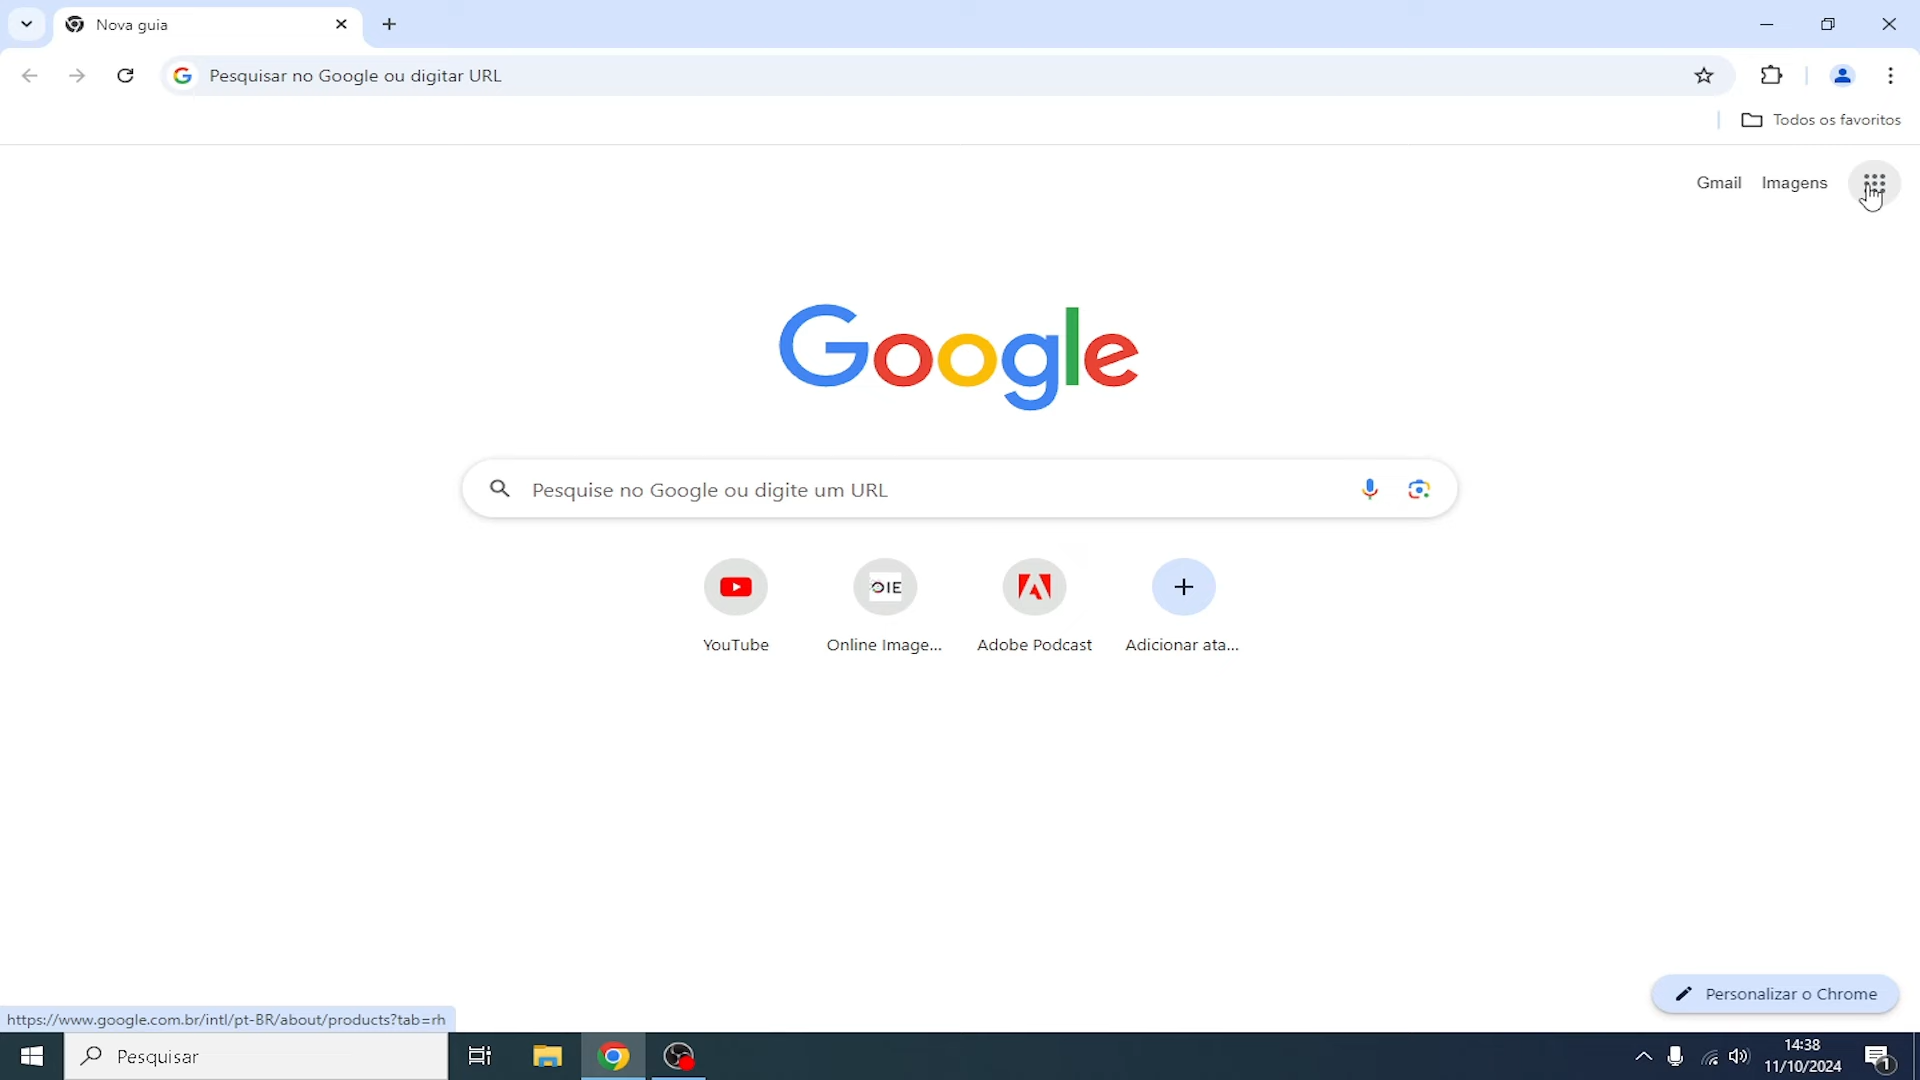 Nova guia
Pesquisar no Google ou digitar URL
Todos os favoritos
Gmail Imagens
Google
Pesquise no Google ou digite um URL
OIE
YouTube Online Image... Adobe Podcast Adicionar ata...
Personalizar o Chrome
https://www.google.com.br/intl/pt-BR/about/products?tab=rh
Pesquisar
14:38
11/10/2024
1